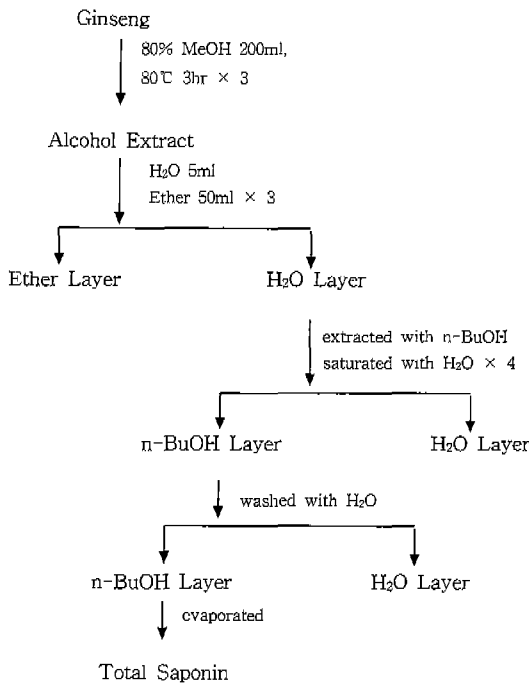 Ginseng
80% MeOH 200ml,
80℃ 3hr × 3
Alcohol Extract
H₂O 5ml
Ether 50ml × 3
Ether Layer
H₂O Layer
extracted with n-BuOH
saturated with H₂O × 4
n-BuOH Layer
H₂O Layer
washed with H₂O
n-BuOH Layer
H₂O Layer
evaporated
Total Saponin